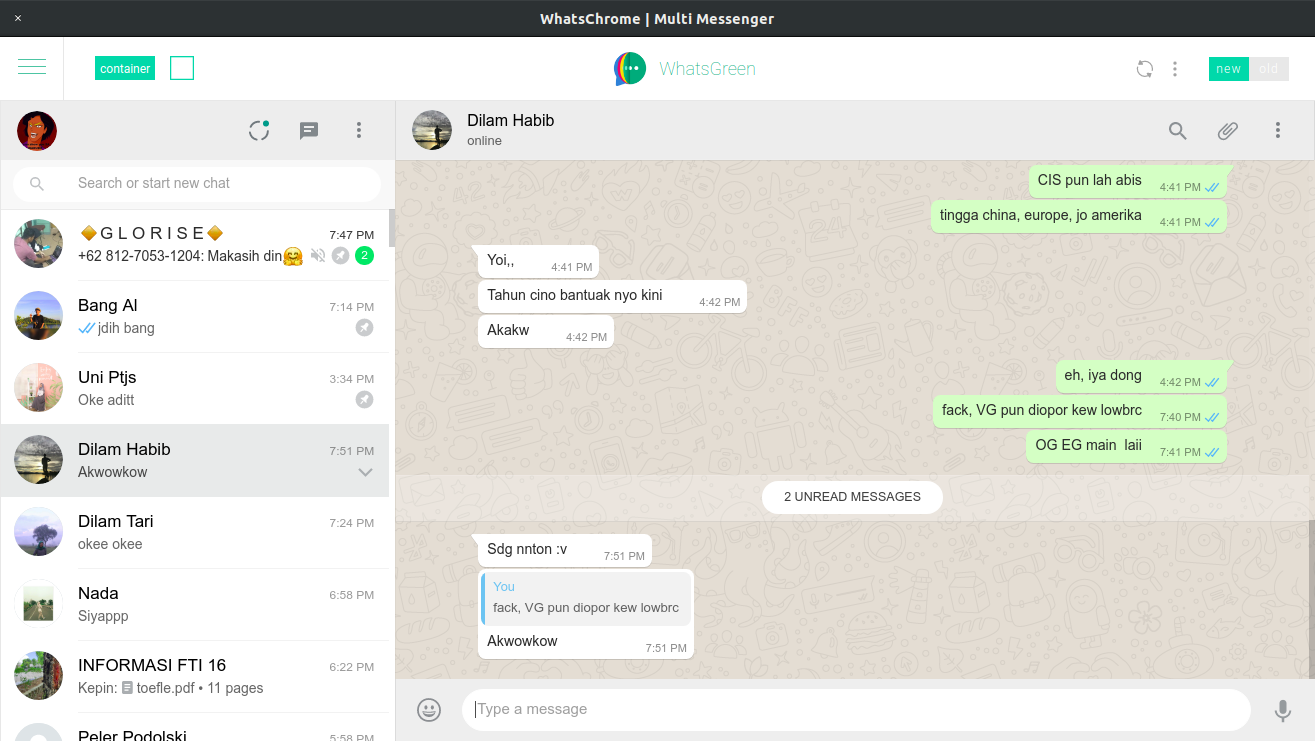 WhatsChrome | Multi Messenger
container
WhatsGreen
new old
Dilam Habib
online
Search or start new chat
G L O R I S E
7:47 PM
+62 812-7053-1204: Makasih din
2
Bang Al
7:14 PM
jdih bang
Uni Ptjs
3:34 PM
Oke aditt
Dilam Habib
7:51 PM
Akwowkow
Dilam Tari
7:24 PM
okee okee
Nada
6:58 PM
Siyappp
INFORMASI FTI 16
6:22 PM
Kepin: toefle.pdf • 11 pages
Peler Podolski
5:58 PM
CIS pun lah abis 4:41 PM
tingga china, europe, jo amerika 4:41 PM
Yoi,, 4:41 PM
Tahun cino bantuak nyo kini 4:42 PM
Akakw 4:42 PM
eh, iya dong 4:42 PM
fack, VG pun diopor kew lowbrc 7:40 PM
OG EG main  laii 7:41 PM
2 UNREAD MESSAGES
Sdg nnton :v 7:51 PM
You
fack, VG pun diopor kew lowbrc
Akwowkow 7:51 PM
Type a message